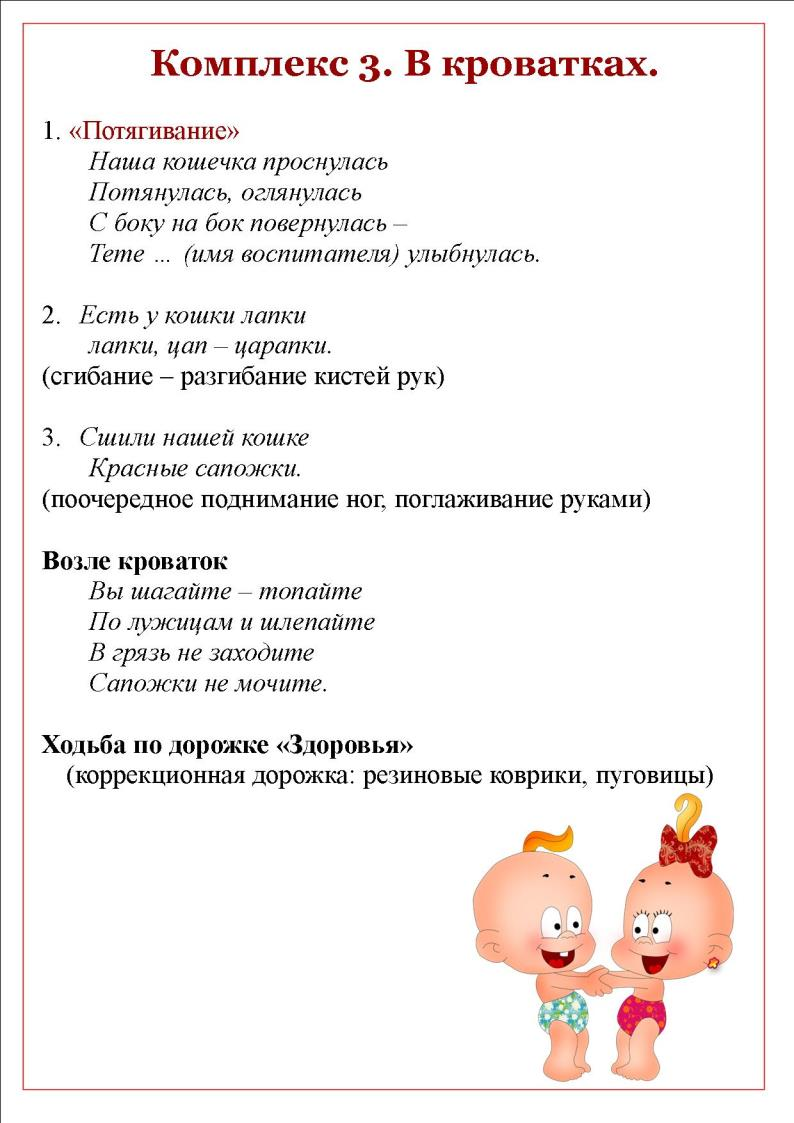 Комплекс 3. В кроватках.
1. «Потягивание»
Наша кошечка проснулась
Потянулась, оглянулась
С боку на бок повернулась –
Тете … (имя воспитателя) улыбнулась.
2. Есть у кошки лапки
лапки, цап – царапки.
(сгибание – разгибание кистей рук)
3. Сшили нашей кошке
Красные сапожки.
(поочередное поднимание ног, поглаживание руками)
Возле кроваток
Вы шагайте – топайте
По лужицам и шлепайте
В грязь не заходите
Сапожки не мочите.
Ходьба по дорожке «Здоровья»
(коррекционная дорожка: резиновые коврики, пуговицы)